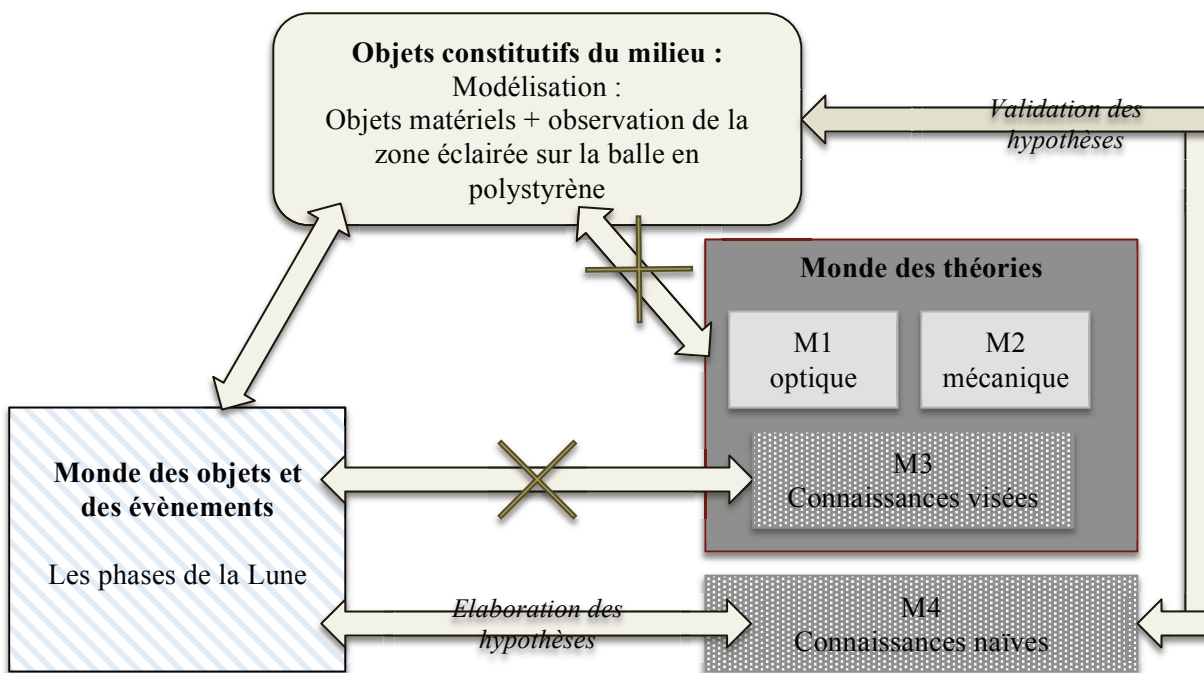 Objets constitutifs du milieu :
Modélisation :
Objets matériels + observation de la
zone éclairée sur la balle en
polystyrène
Validation des
hypothèses
Monde des théories
M1
optique
M2
mécanique
M3
Connaissances visées
Monde des objets et
des évènements
Les phases de la Lune
Elaboration des
hypothèses
M4
Connaissances naïves